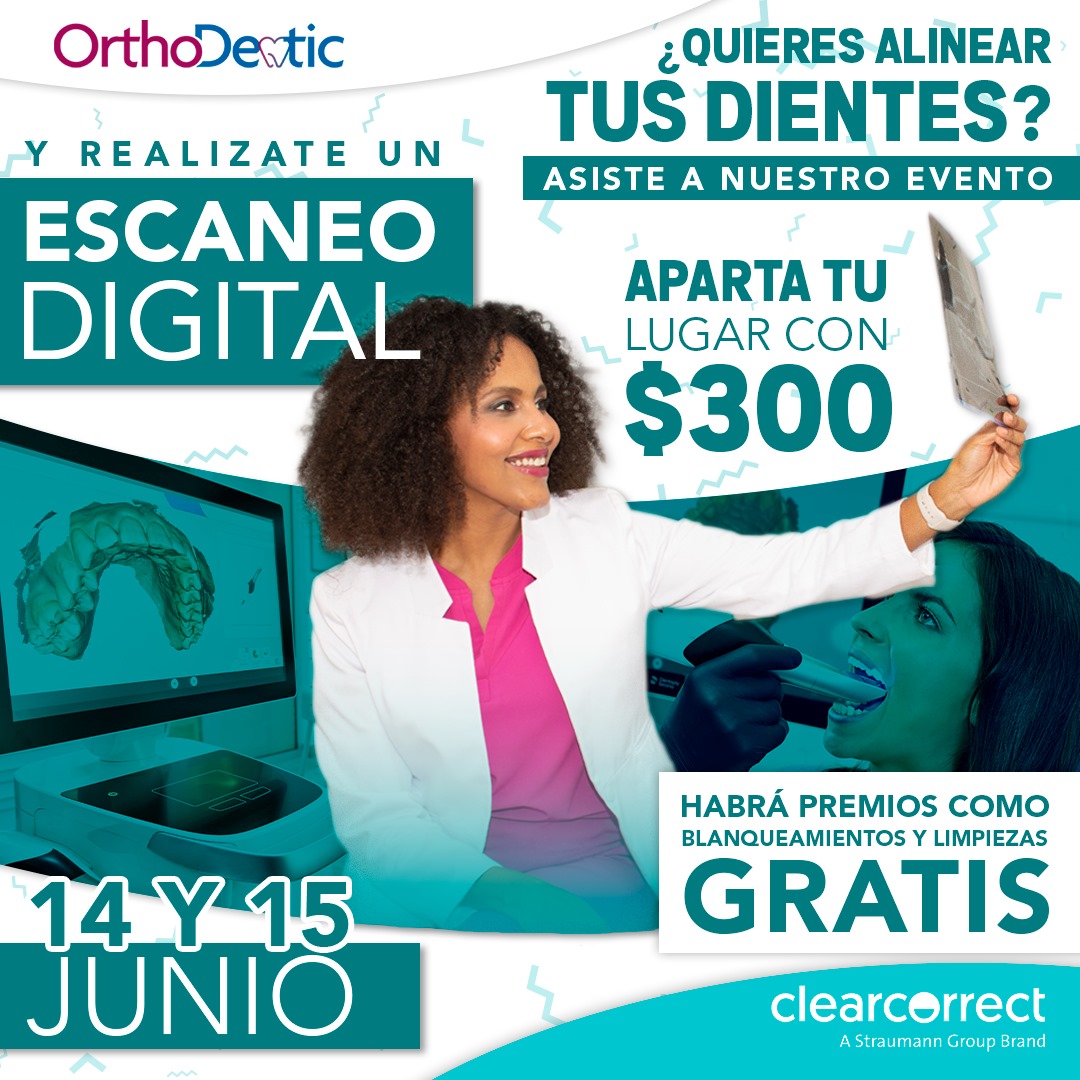 OrthoDentic
¿QUIERES ALINEAR
TUS DIENTES?
ASISTE A NUESTRO EVENTO
Y REALIZATE UN
ESCANEO
DIGITAL
APARTA TU
LUGAR CON
$300
HABRÁ PREMIOS COMO
BLANQUEAMIENTOS Y LIMPIEZAS
GRATIS
14 Y 15
JUNIO
clearcorrect
A Straumann Group Brand